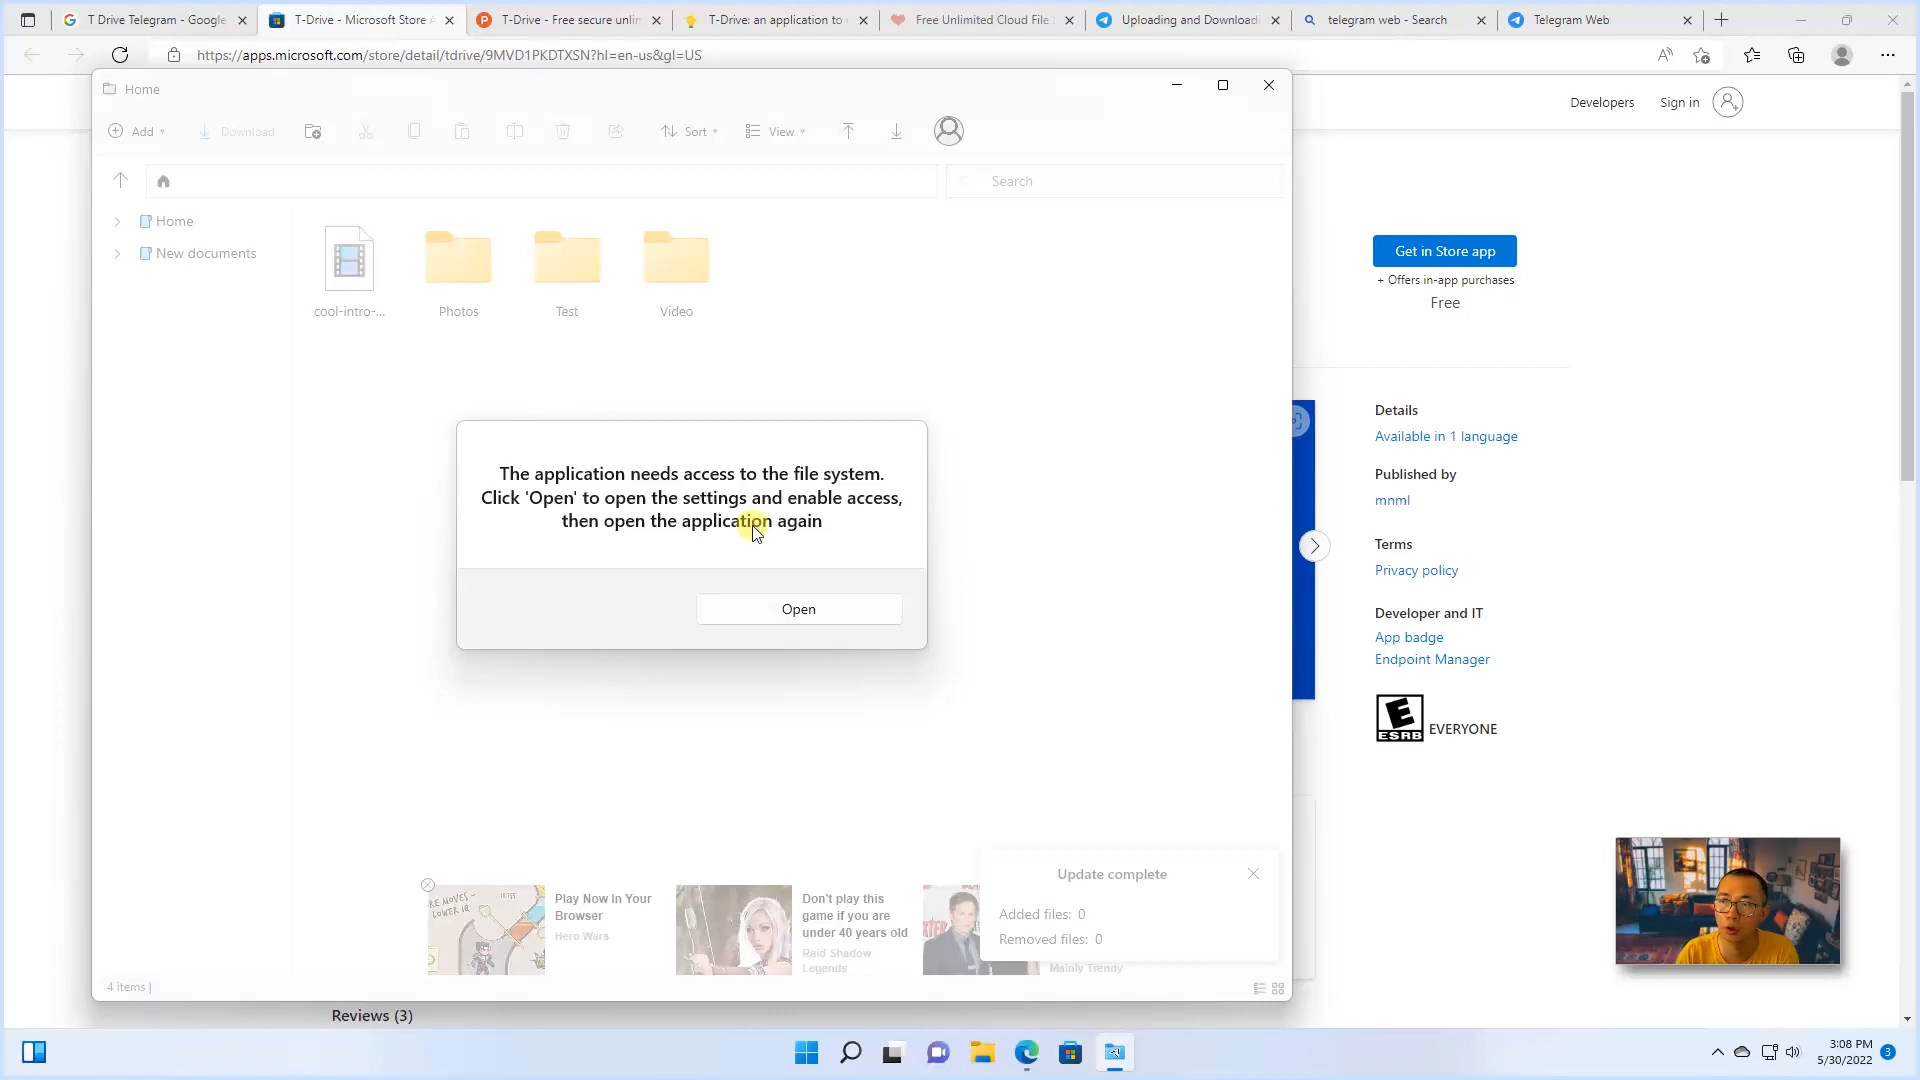 T Drive Telegram - Google
T-Drive - Microsoft Store A
T-Drive - Free secure unlim
T-Drive: an application to
Free Unlimited Cloud File
Uploading and Downloadi
telegram web - Search
Telegram Web
https://apps.microsoft.com/store/detail/tdrive/9MVD1PKDTXSN?hl=en-us&gl=US
Home
Developers
Sign in
Add
Download
Sort
View
Search
Home
New documents
cool-intro-...
Photos
Test
Video
Get in Store app
+ Offers in-app purchases
Free
The application needs access to the file system.
Click 'Open' to open the settings and enable access,
then open the application again
Open
Details
Available in 1 language
Published by
mnml
Terms
Privacy policy
Developer and IT
App badge
Endpoint Manager
E
ESRB
EVERYONE
Play Now In Your
Browser
Hero Wars
Don't play this
game if you are
under 40 years old
Raid Shadow
Legends
Mainly Trendy
Update complete
Added files: 0
Removed files: 0
4 items |
Reviews (3)
3:08 PM
5/30/2022
3